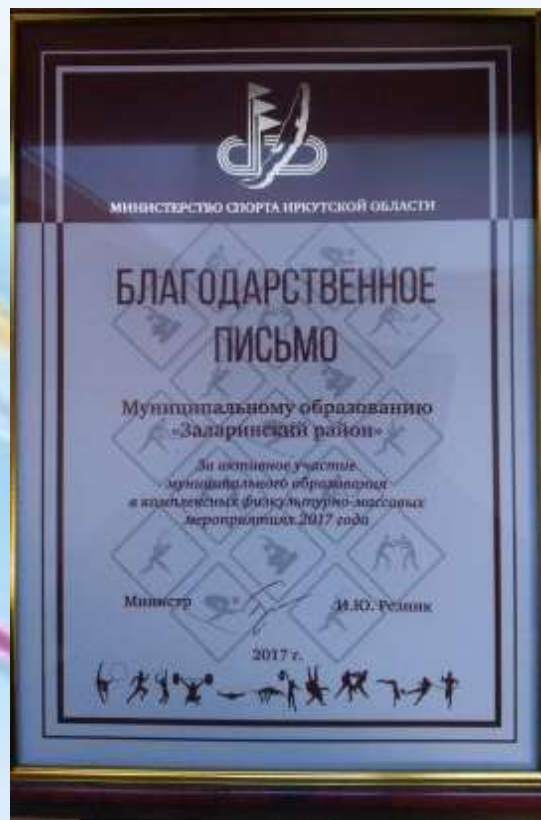 МИНИСТЕРСТВО СПОРТА ИРКУТСКОЙ ОБЛАСТИ
БЛАГОДАРСТВЕННОЕ
ПИСЬМО
Муниципальному образованию
«Заларинский район»
За активное участие
муниципального образования
в комплексных физкультурно-массовых
мероприятиях 2017 года
Министр И.Ю. Резник
2017 г.